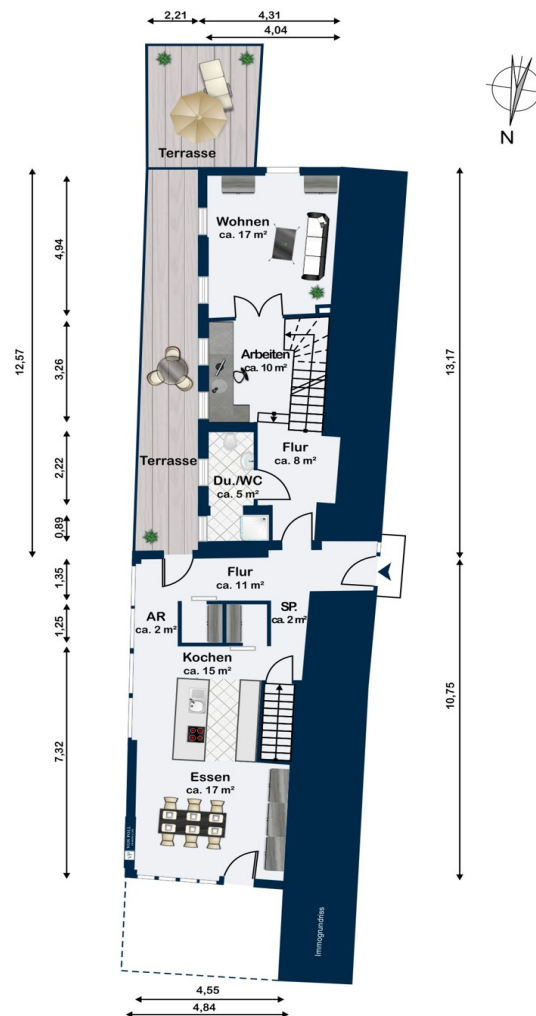 2,21
4,31
4,04
N
Terrasse
Wohnen
ca. 17 m²
4,94
Arbeiten
ca. 10 m²
3,26
12,57
13,17
Flur
ca. 8 m²
Terrasse
Du./WC
ca. 5 m²
2,22
0,89
Flur
ca. 11 m²
1,35
AR
ca. 2 m²
SP.
ca. 2 m²
1,25
Kochen
ca. 15 m²
10,75
7,32
Essen
ca. 17 m²
Immogrundriss
4,55
4,84